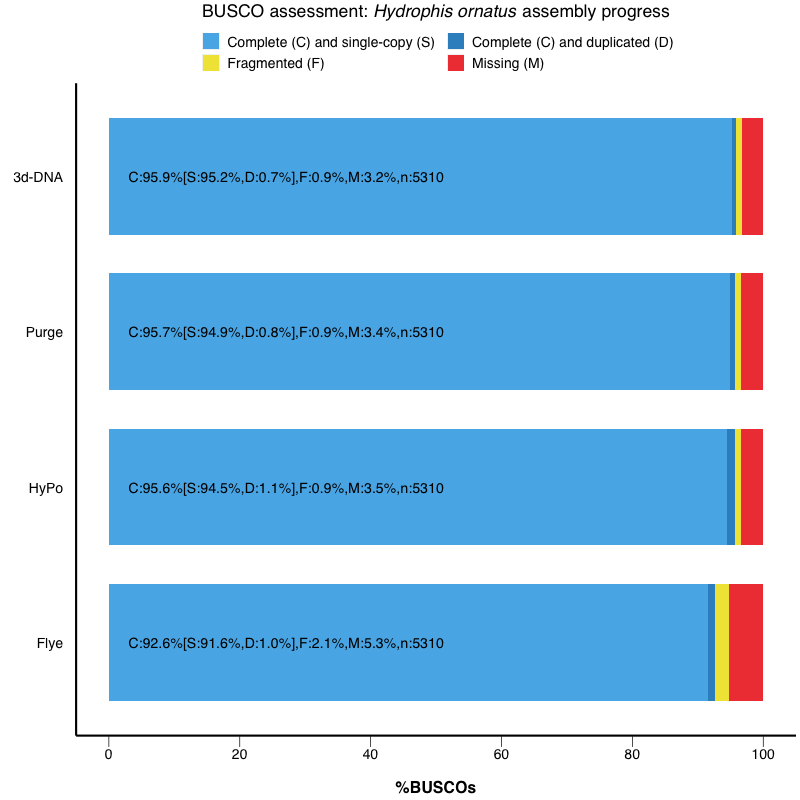 BUSCO assessment: Hydrophis ornatus assembly progress
Complete (C) and single-copy (S) Complete (C) and duplicated (D)
Fragmented (F) Missing (M)
3d-DNA C:95.9%[S:95.2%,D:0.7%],F:0.9%,M:3.2%,n:5310
Purge C:95.7%[S:94.9%,D:0.8%],F:0.9%,M:3.4%,n:5310
HyPo C:95.6%[S:94.5%,D:1.1%],F:0.9%,M:3.5%,n:5310
Flye C:92.6%[S:91.6%,D:1.0%],F:2.1%,M:5.3%,n:5310
0 20 40 60 80 100
%BUSCOs